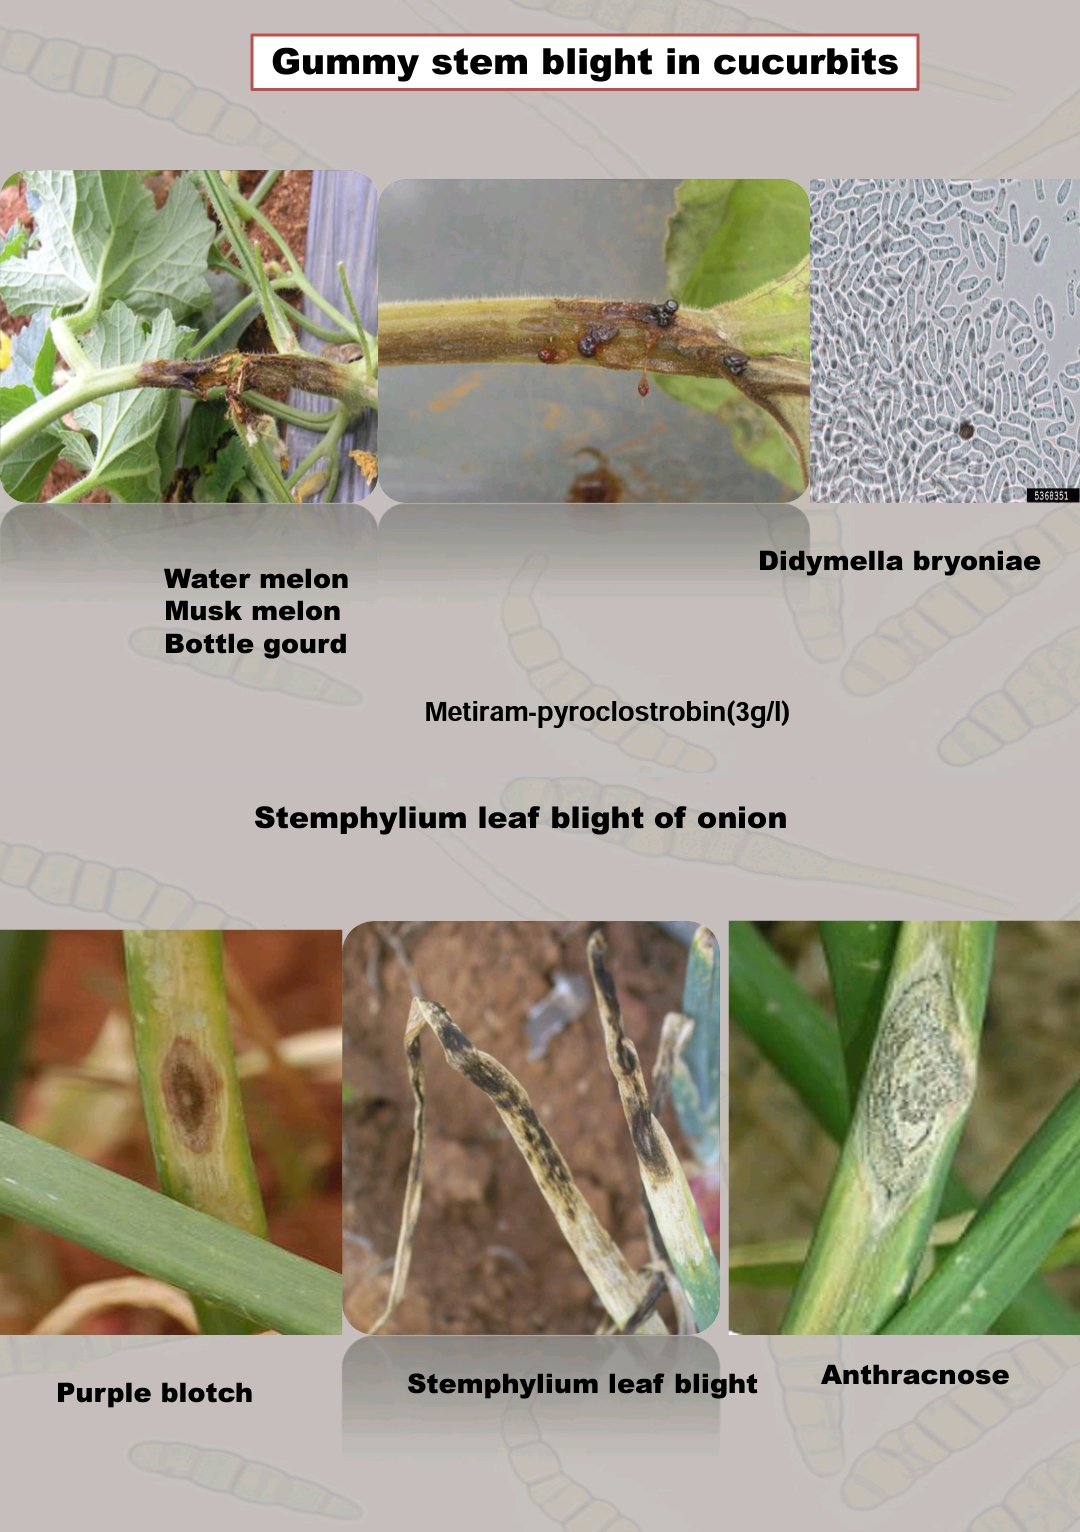 Gummy stem blight in cucurbits
5368351
Didymella bryoniae
Water melon
Musk melon
Bottle gourd
Metiram-pyroclostrobin(3g/l)
Stemphylium leaf blight of onion
Purple blotch
Stemphylium leaf blight
Anthracnose